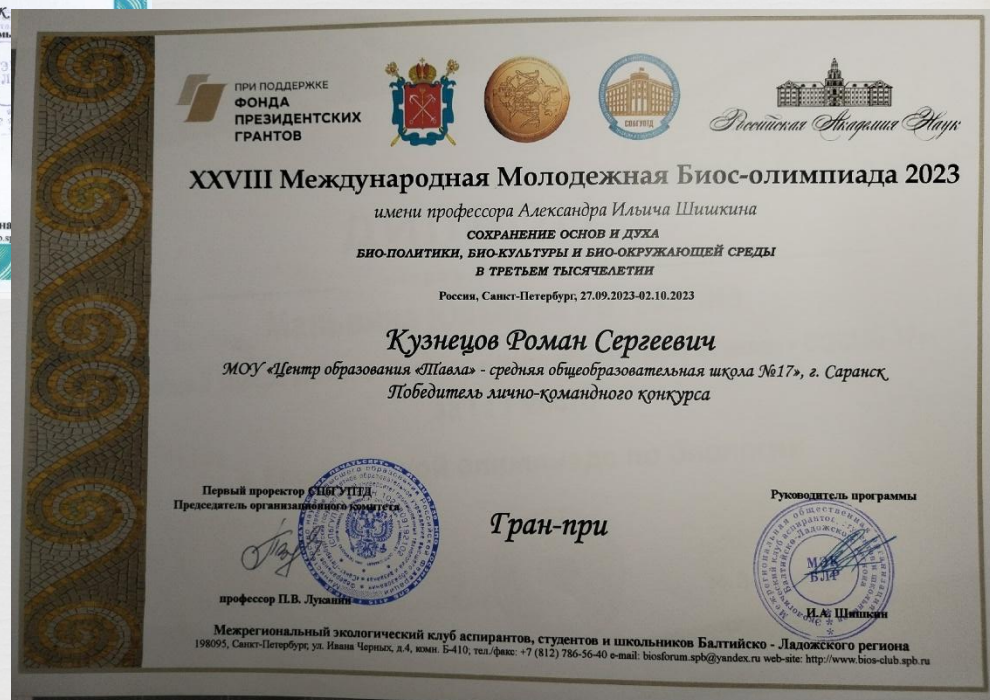 ПРИ ПОДДЕРЖКЕ
ФОНДА
ПРЕЗИДЕНТСКИХ
ГРАНТОВ
СПбГУПТД
Российская Академия Наук
XXVIII Международная Молодежная Биос-олимпиада 2023
имени профессора Александра Ильича Шишкина
СОХРАНЕНИЕ ОСНОВ И ДУХА
БИО-ПОЛИТИКИ, БИО-КУЛЬТУРЫ И БИО-ОКРУЖАЮЩЕЙ СРЕДЫ
В ТРЕТЬЕМ ТЫСЯЧЕЛЕТИИ
Россия, Санкт-Петербург, 27.09.2023-02.10.2023
Кузнецов Роман Сергеевич
МОУ «Центр образования «Тавла» - средняя общеобразовательная школа №17», г. Саранск
Победитель лично-командного конкурса
Первый проректор СПбГУПТД
Председатель организационного комитета
Руководитель программы
Гран-при
МЭК
БЛР
профессор П.В. Луканин
И.А. Шишкин
Межрегиональный экологический клуб аспирантов, студентов и школьников Балтийско - Ладожского региона
198095, Санкт-Петербург, ул. Ивана Черных, д.4, комн. Б-410; тел./факс: +7 (812) 786-56-40 e-mail: biosforum.spb@yandex.ru web-site: http://www.bios-club.spb.ru